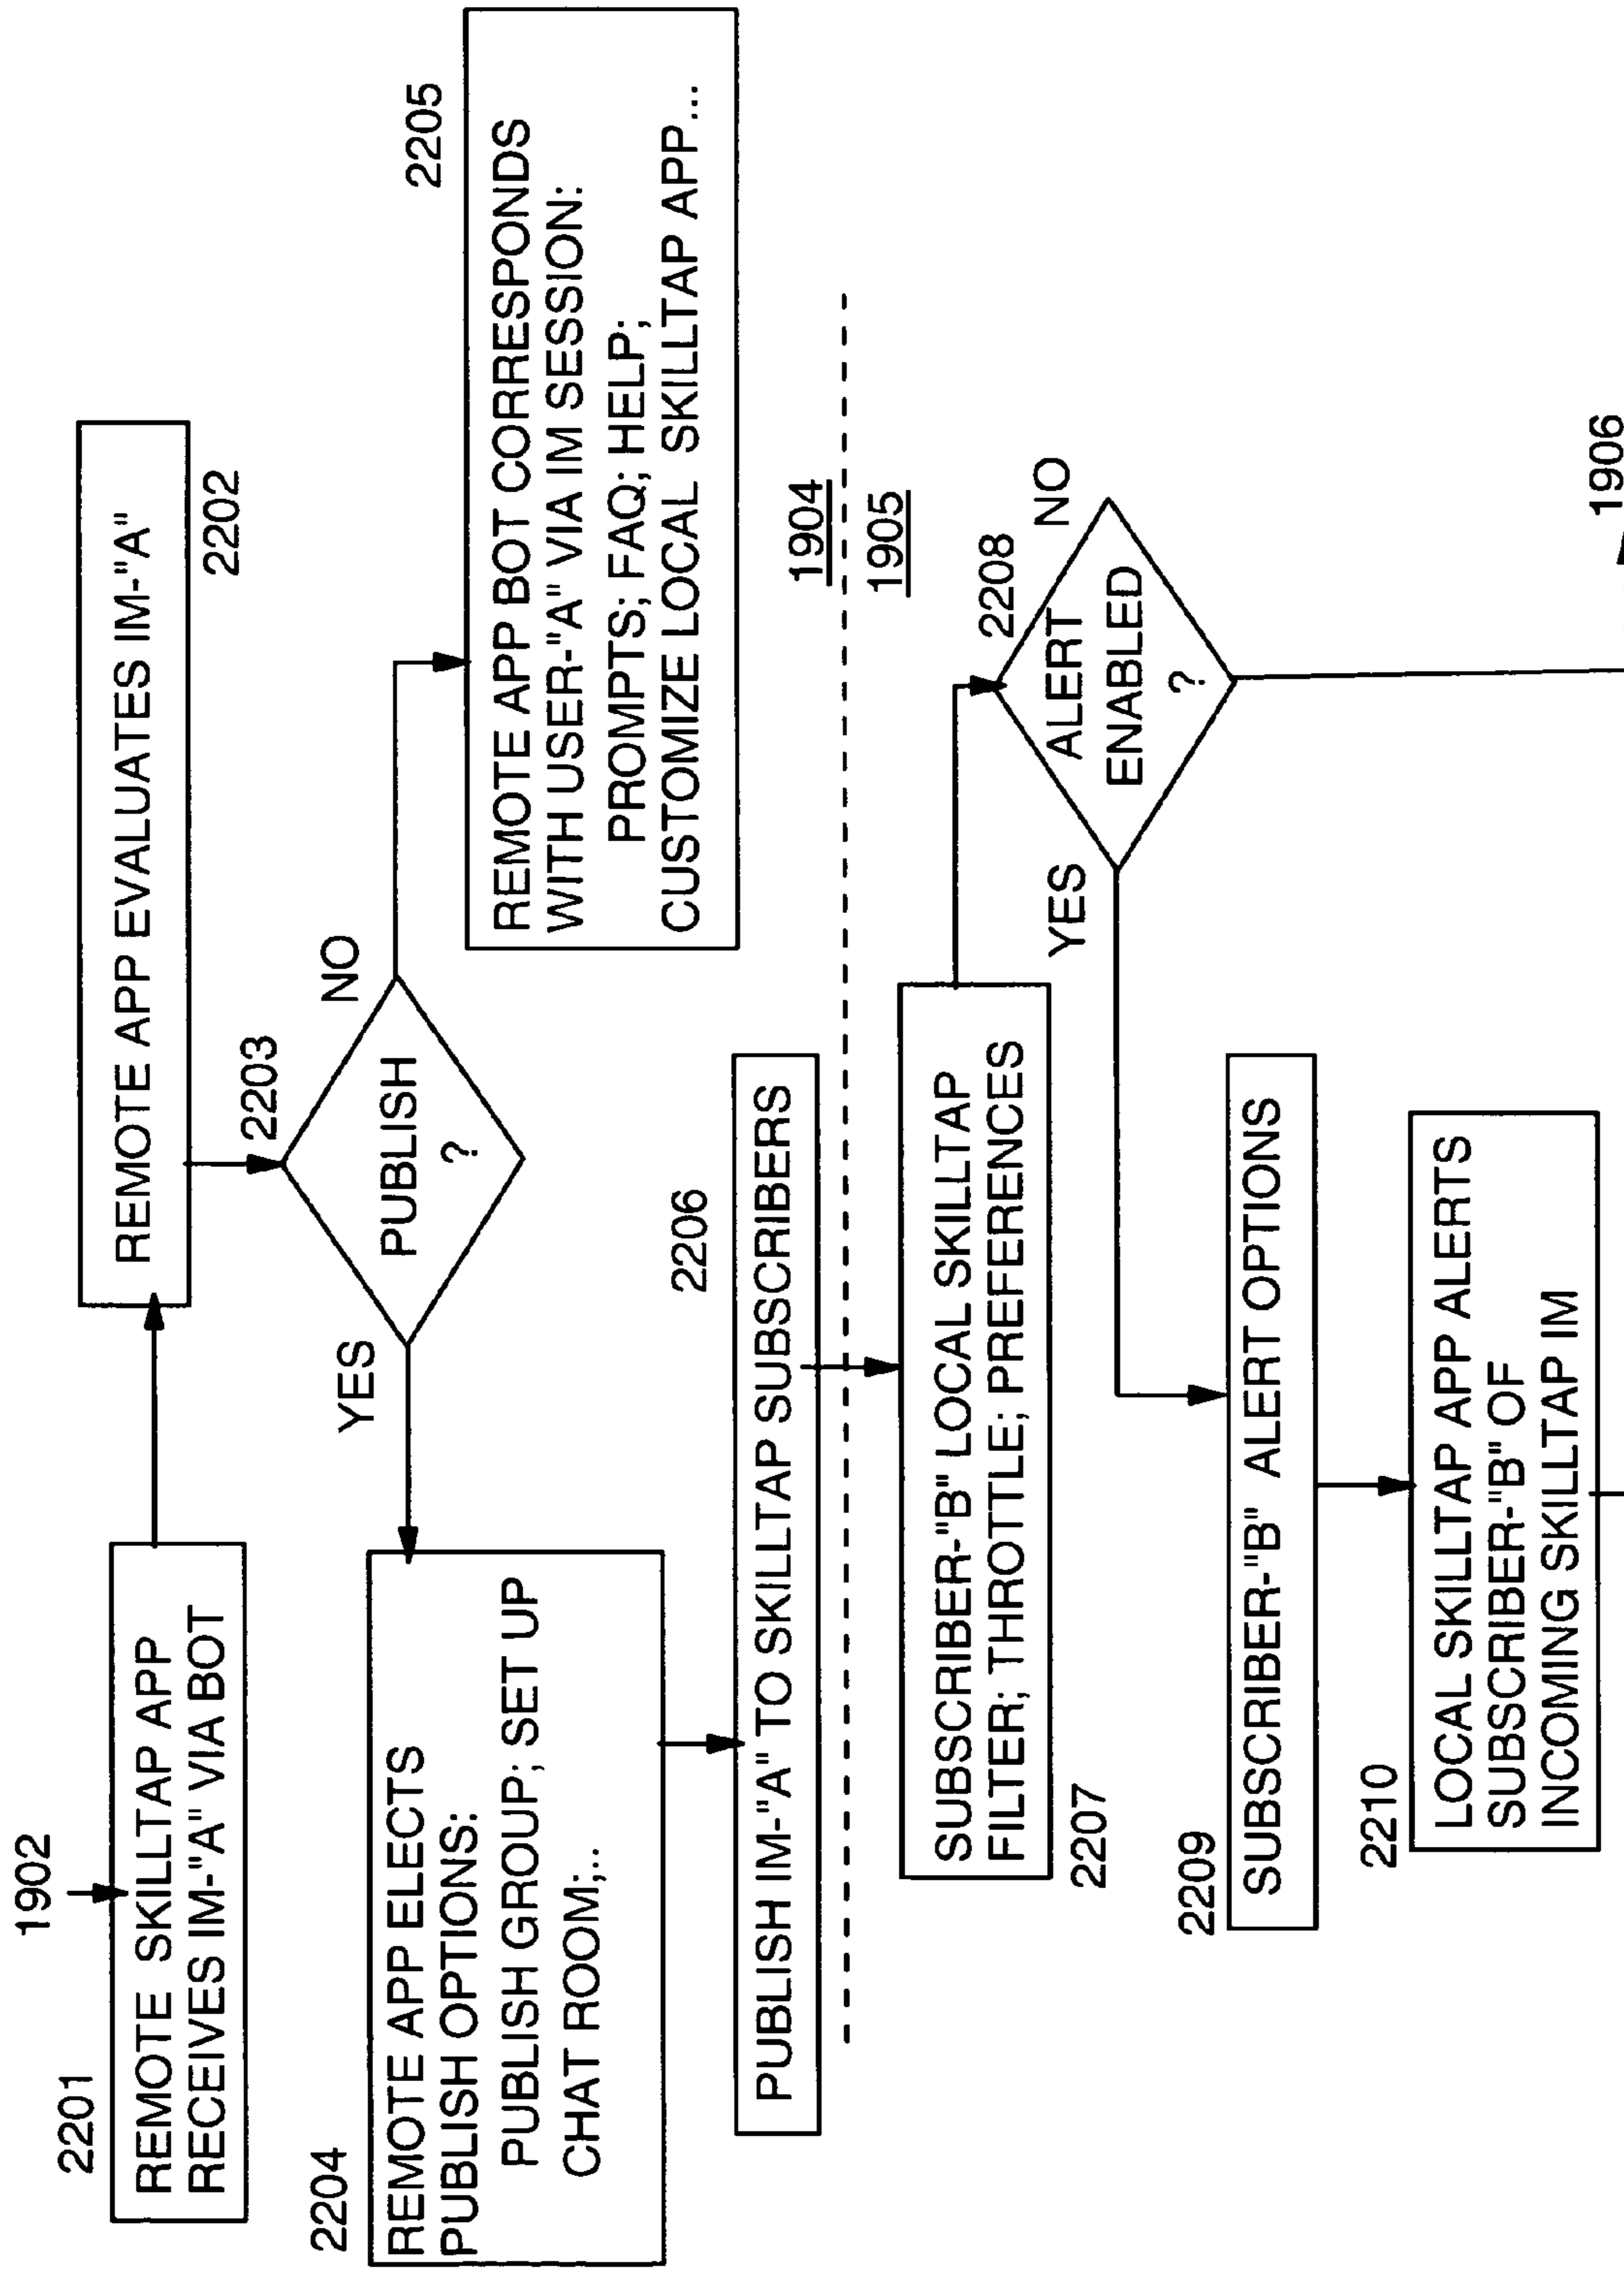 1902
2201
REMOTE SKILLTAP APP
RECEIVES IM-"A" VIA BOT
REMOTE APP EVALUATES IM-"A"
2202
2203
PUBLISH
?
YES
NO
2204
REMOTE APP ELECTS
PUBLISH OPTIONS:
PUBLISH GROUP; SET UP
CHAT ROOM;..
2205
REMOTE APP BOT CORRESPONDS
WITH USER-"A" VIA IM SESSION:
PROMPTS; FAQ; HELP;
CUSTOMIZE LOCAL SKILLTAP APP...
2206
PUBLISH IM-"A" TO SKILLTAP SUBSCRIBERS
1904
1905
SUBSCRIBER-"B" LOCAL SKILLTAP
FILTER; THROTTLE; PREFERENCES
2207
2208
ALERT
ENABLED
?
YES
NO
2209
SUBSCRIBER-"B" ALERT OPTIONS
2210
LOCAL SKILLTAP APP ALERTS
SUBSCRIBER-"B" OF
INCOMING SKILLTAP IM
1906